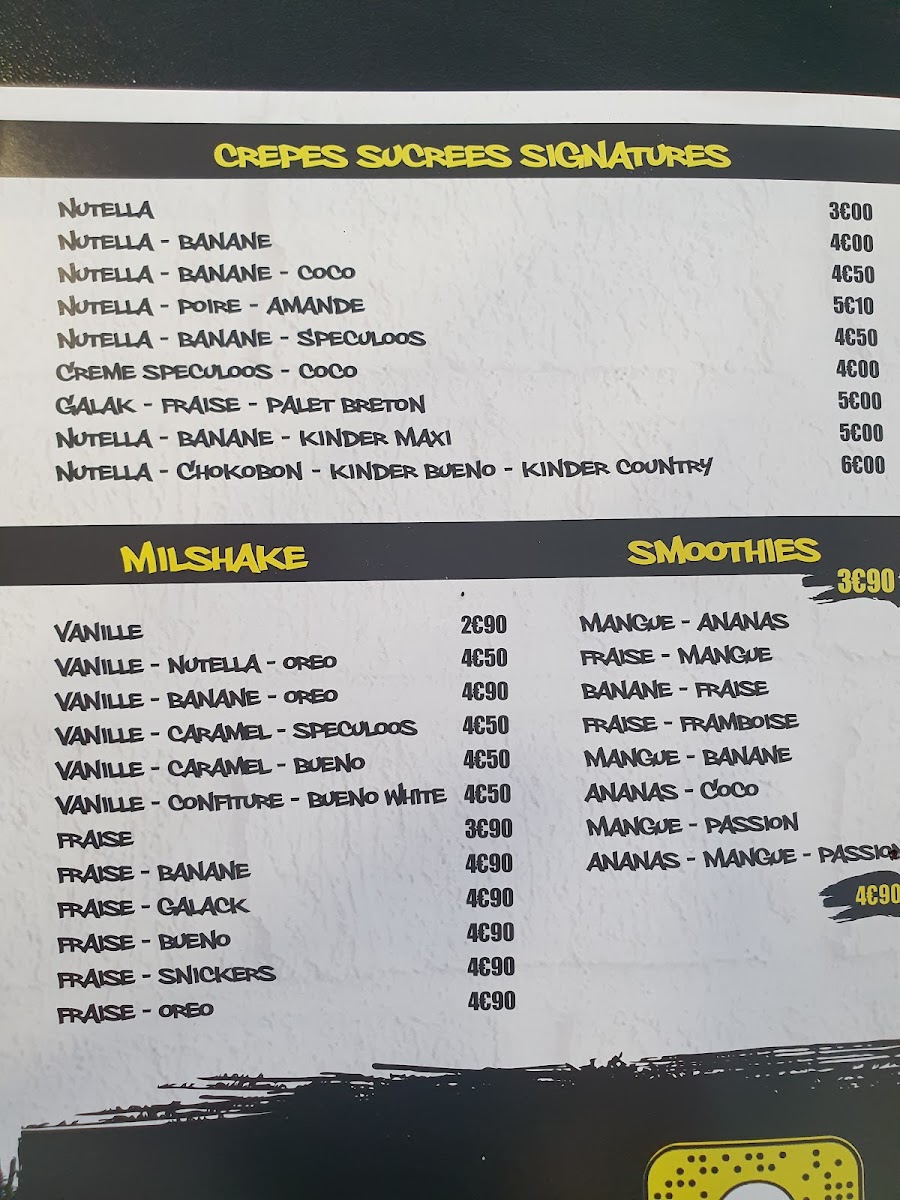 CREPES SUCREES SIGNATURES
NUTELLA 3€00
NUTELLA - BANANE 4€00
NUTELLA - BANANE - COCO 4€50
NUTELLA - POIRE - AMANDE 5€10
NUTELLA - BANANE - SPECULOOS 4€50
CREME SPECULOOS - COCO 4€00
GALAK - FRAISE - PALET BRETON 5€00
NUTELLA - BANANE - KINDER MAXI 5€00
NUTELLA - CHOKOBON - KINDER BUENO - KINDER COUNTRY 6€00
MILSHAKE
VANILLE 2€90
VANILLE - NUTELLA - OREO 4€50
VANILLE - BANANE - OREO 4€90
VANILLE - CARAMEL - SPECULOOS 4€50
VANILLE - CARAMEL - BUENO 4€50
VANILLE - CONFITURE - BUENO WHITE 4€50
FRAISE 3€90
FRAISE - BANANE 4€90
FRAISE - GALACK 4€90
FRAISE - BUENO 4€90
FRAISE - SNICKERS 4€90
FRAISE - OREO 4€90
SMOOTHIES
3€90
MANGUE - ANANAS
FRAISE - MANGUE
BANANE - FRAISE
FRAISE - FRAMBOISE
MANGUE - BANANE
ANANAS - COCO
MANGUE - PASSION
ANANAS - MANGUE - PASSION
4€90